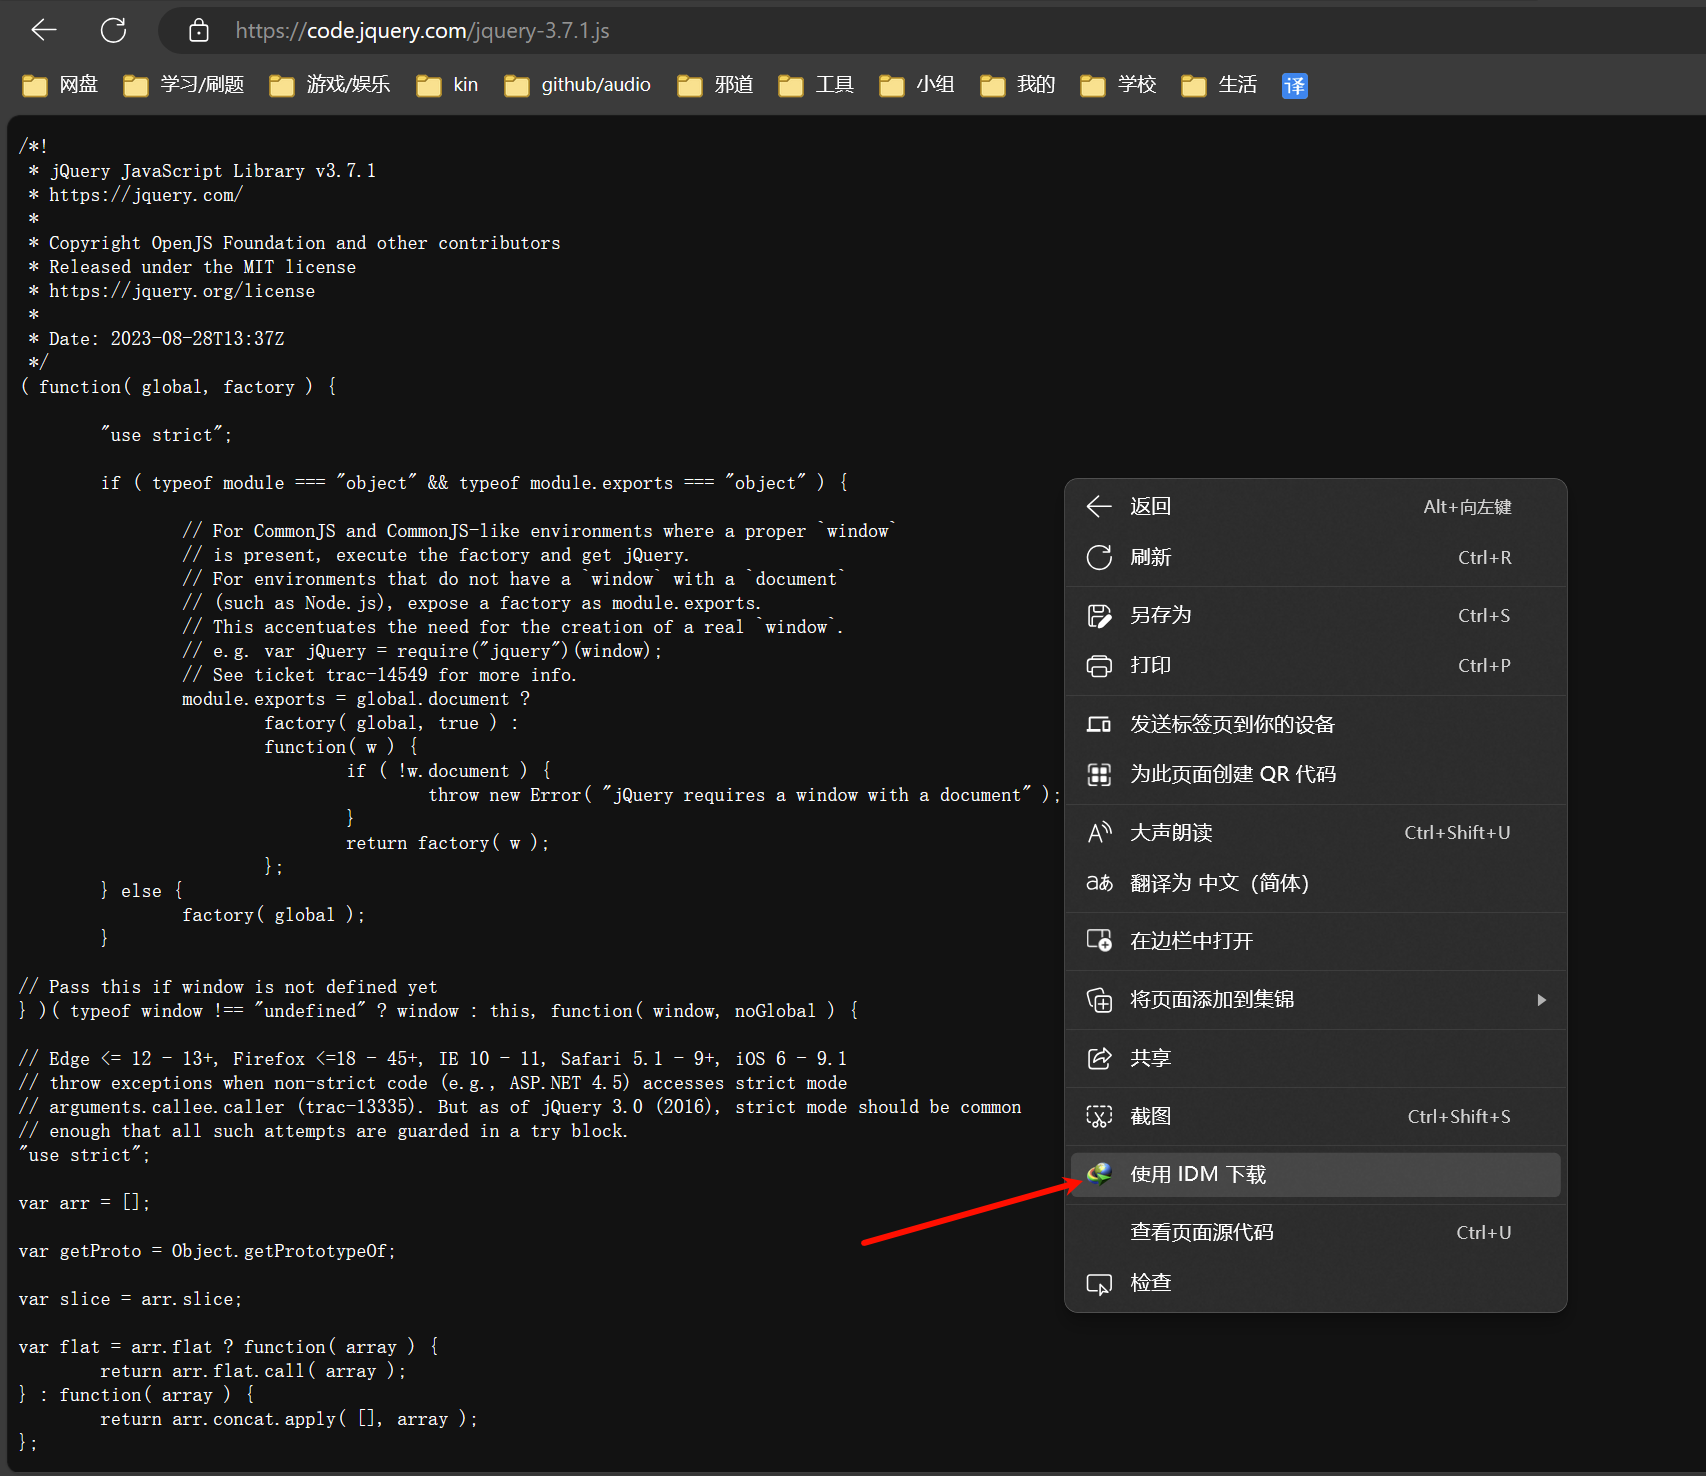 https://code.jquery.com/jquery-3.7.1.js
网盘 学习/刷题 游戏/娱乐 kin github/audio 邪道 工具 小组 我的 学校 生活 译
/*!
* jQuery JavaScript Library v3.7.1
* https://jquery.com/
*
* Copyright OpenJS Foundation and other contributors
* Released under the MIT license
* https://jquery.org/license
*
* Date: 2023-08-28T13:37Z
*/
( function( global, factory ) {
"use strict";
if ( typeof module === "object" && typeof module.exports === "object" ) {
// For CommonJS and CommonJS-like environments where a proper `window`
// is present, execute the factory and get jQuery.
// For environments that do not have a `window` with a `document`
// (such as Node.js), expose a factory as module.exports.
// This accentuates the need for the creation of a real `window`.
// e.g. var jQuery = require("jquery")(window);
// See ticket trac-14549 for more info.
module.exports = global.document ?
factory( global, true ) :
function( w ) {
if ( !w.document ) {
throw new Error( "jQuery requires a window with a document" );
}
return factory( w );
};
} else {
factory( global );
}
// Pass this if window is not defined yet
} )( typeof window !== "undefined" ? window : this, function( window, noGlobal ) {
// Edge <= 12 - 13+, Firefox <=18 - 45+, IE 10 - 11, Safari 5.1 - 9+, iOS 6 - 9.1
// throw exceptions when non-strict code (e.g., ASP.NET 4.5) accesses strict mode
// arguments.callee.caller (trac-13335). But as of jQuery 3.0 (2016), strict mode should be common
// enough that all such attempts are guarded in a try block.
"use strict";
var arr = [];
var getProto = Object.getPrototypeOf;
var slice = arr.slice;
var flat = arr.flat ? function( array ) {
return arr.flat.call( array );
} : function( array ) {
return arr.concat.apply( [], array );
};
返回 Alt+向左键
刷新 Ctrl+R
另存为 Ctrl+S
打印 Ctrl+P
发送标签页到你的设备
为此页面创建 QR 代码
大声朗读 Ctrl+Shift+U
翻译为 中文（简体）
在边栏中打开
将页面添加到集锦
共享
截图 Ctrl+Shift+S
使用 IDM 下载
查看页面源代码 Ctrl+U
检查